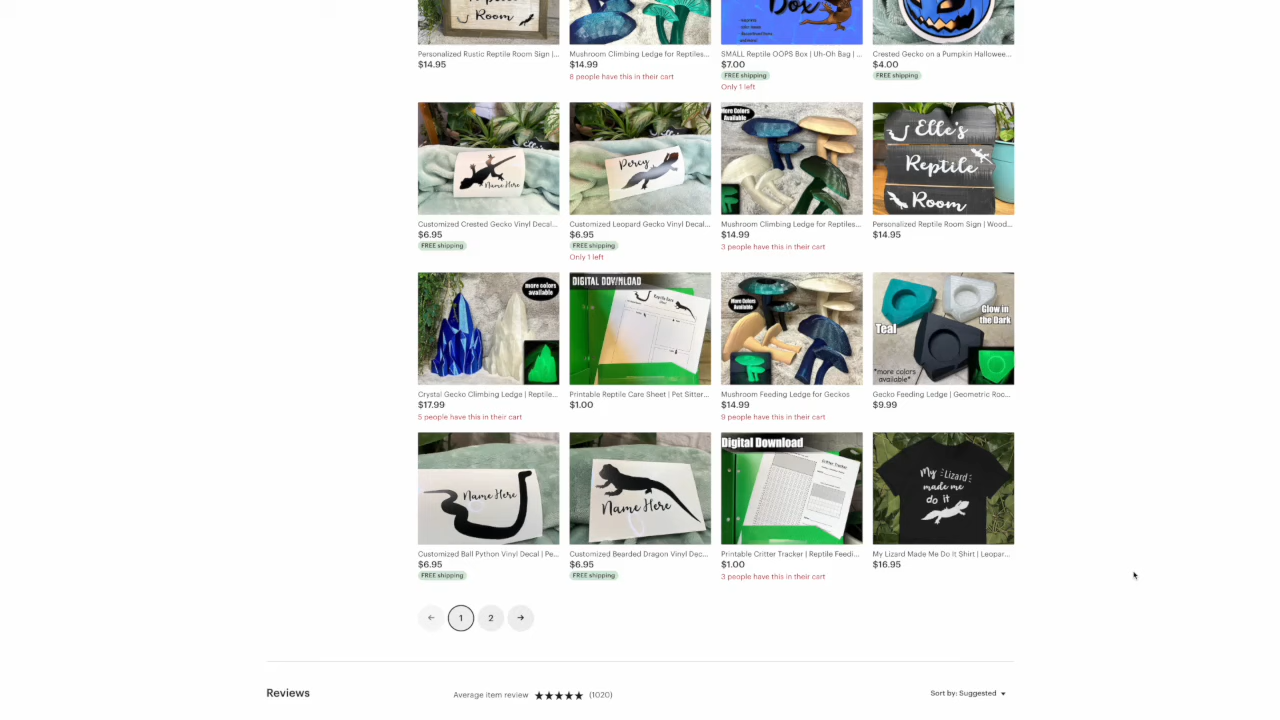 Room
Box
Personalized Rustic Reptile Room Sign |...
$14.95
Mushroom Climbing Ledge for Reptiles...
$14.99
8 people have this in their cart
SMALL Reptile OOPS Box | Uh-Oh Bag | ...
$7.00
FREE shipping
Only 1 left
Crested Gecko on a Pumpkin Hallowee...
$4.00
FREE shipping
Name Here
Percy
More Colors
Available
Elle's
Reptile
Room
Customized Crested Gecko Vinyl Decal...
$6.95
FREE shipping
Customized Leopard Gecko Vinyl Decal...
$6.95
FREE shipping
Only 1 left
Mushroom Climbing Ledge for Reptiles...
$14.99
3 people have this in their cart
Personalized Reptile Room Sign | Wood...
$14.95
more colors
available
DIGITAL DOWNLOAD
More Colors
Available
Teal
Glow in
the Dark
*more colors
available*
Crystal Gecko Climbing Ledge | Reptile...
$17.99
5 people have this in their cart
Printable Reptile Care Sheet | Pet Sitter...
$1.00
Mushroom Feeding Ledge for Geckos
$14.99
9 people have this in their cart
Gecko Feeding Ledge | Geometric Roc...
$9.99
Name Here
Name Here
Digital Download
Critter Tracker
My Lizard
made me
do it
Customized Ball Python Vinyl Decal | Pe...
$6.95
FREE shipping
Customized Bearded Dragon Vinyl Dec...
$6.95
FREE shipping
Printable Critter Tracker | Reptile Feedi...
$1.00
3 people have this in their cart
My Lizard Made Me Do It Shirt | Leopar...
$16.95
← 1 2 →
Reviews
Average item review ★★★★★ (1020)
Sort by: Suggested